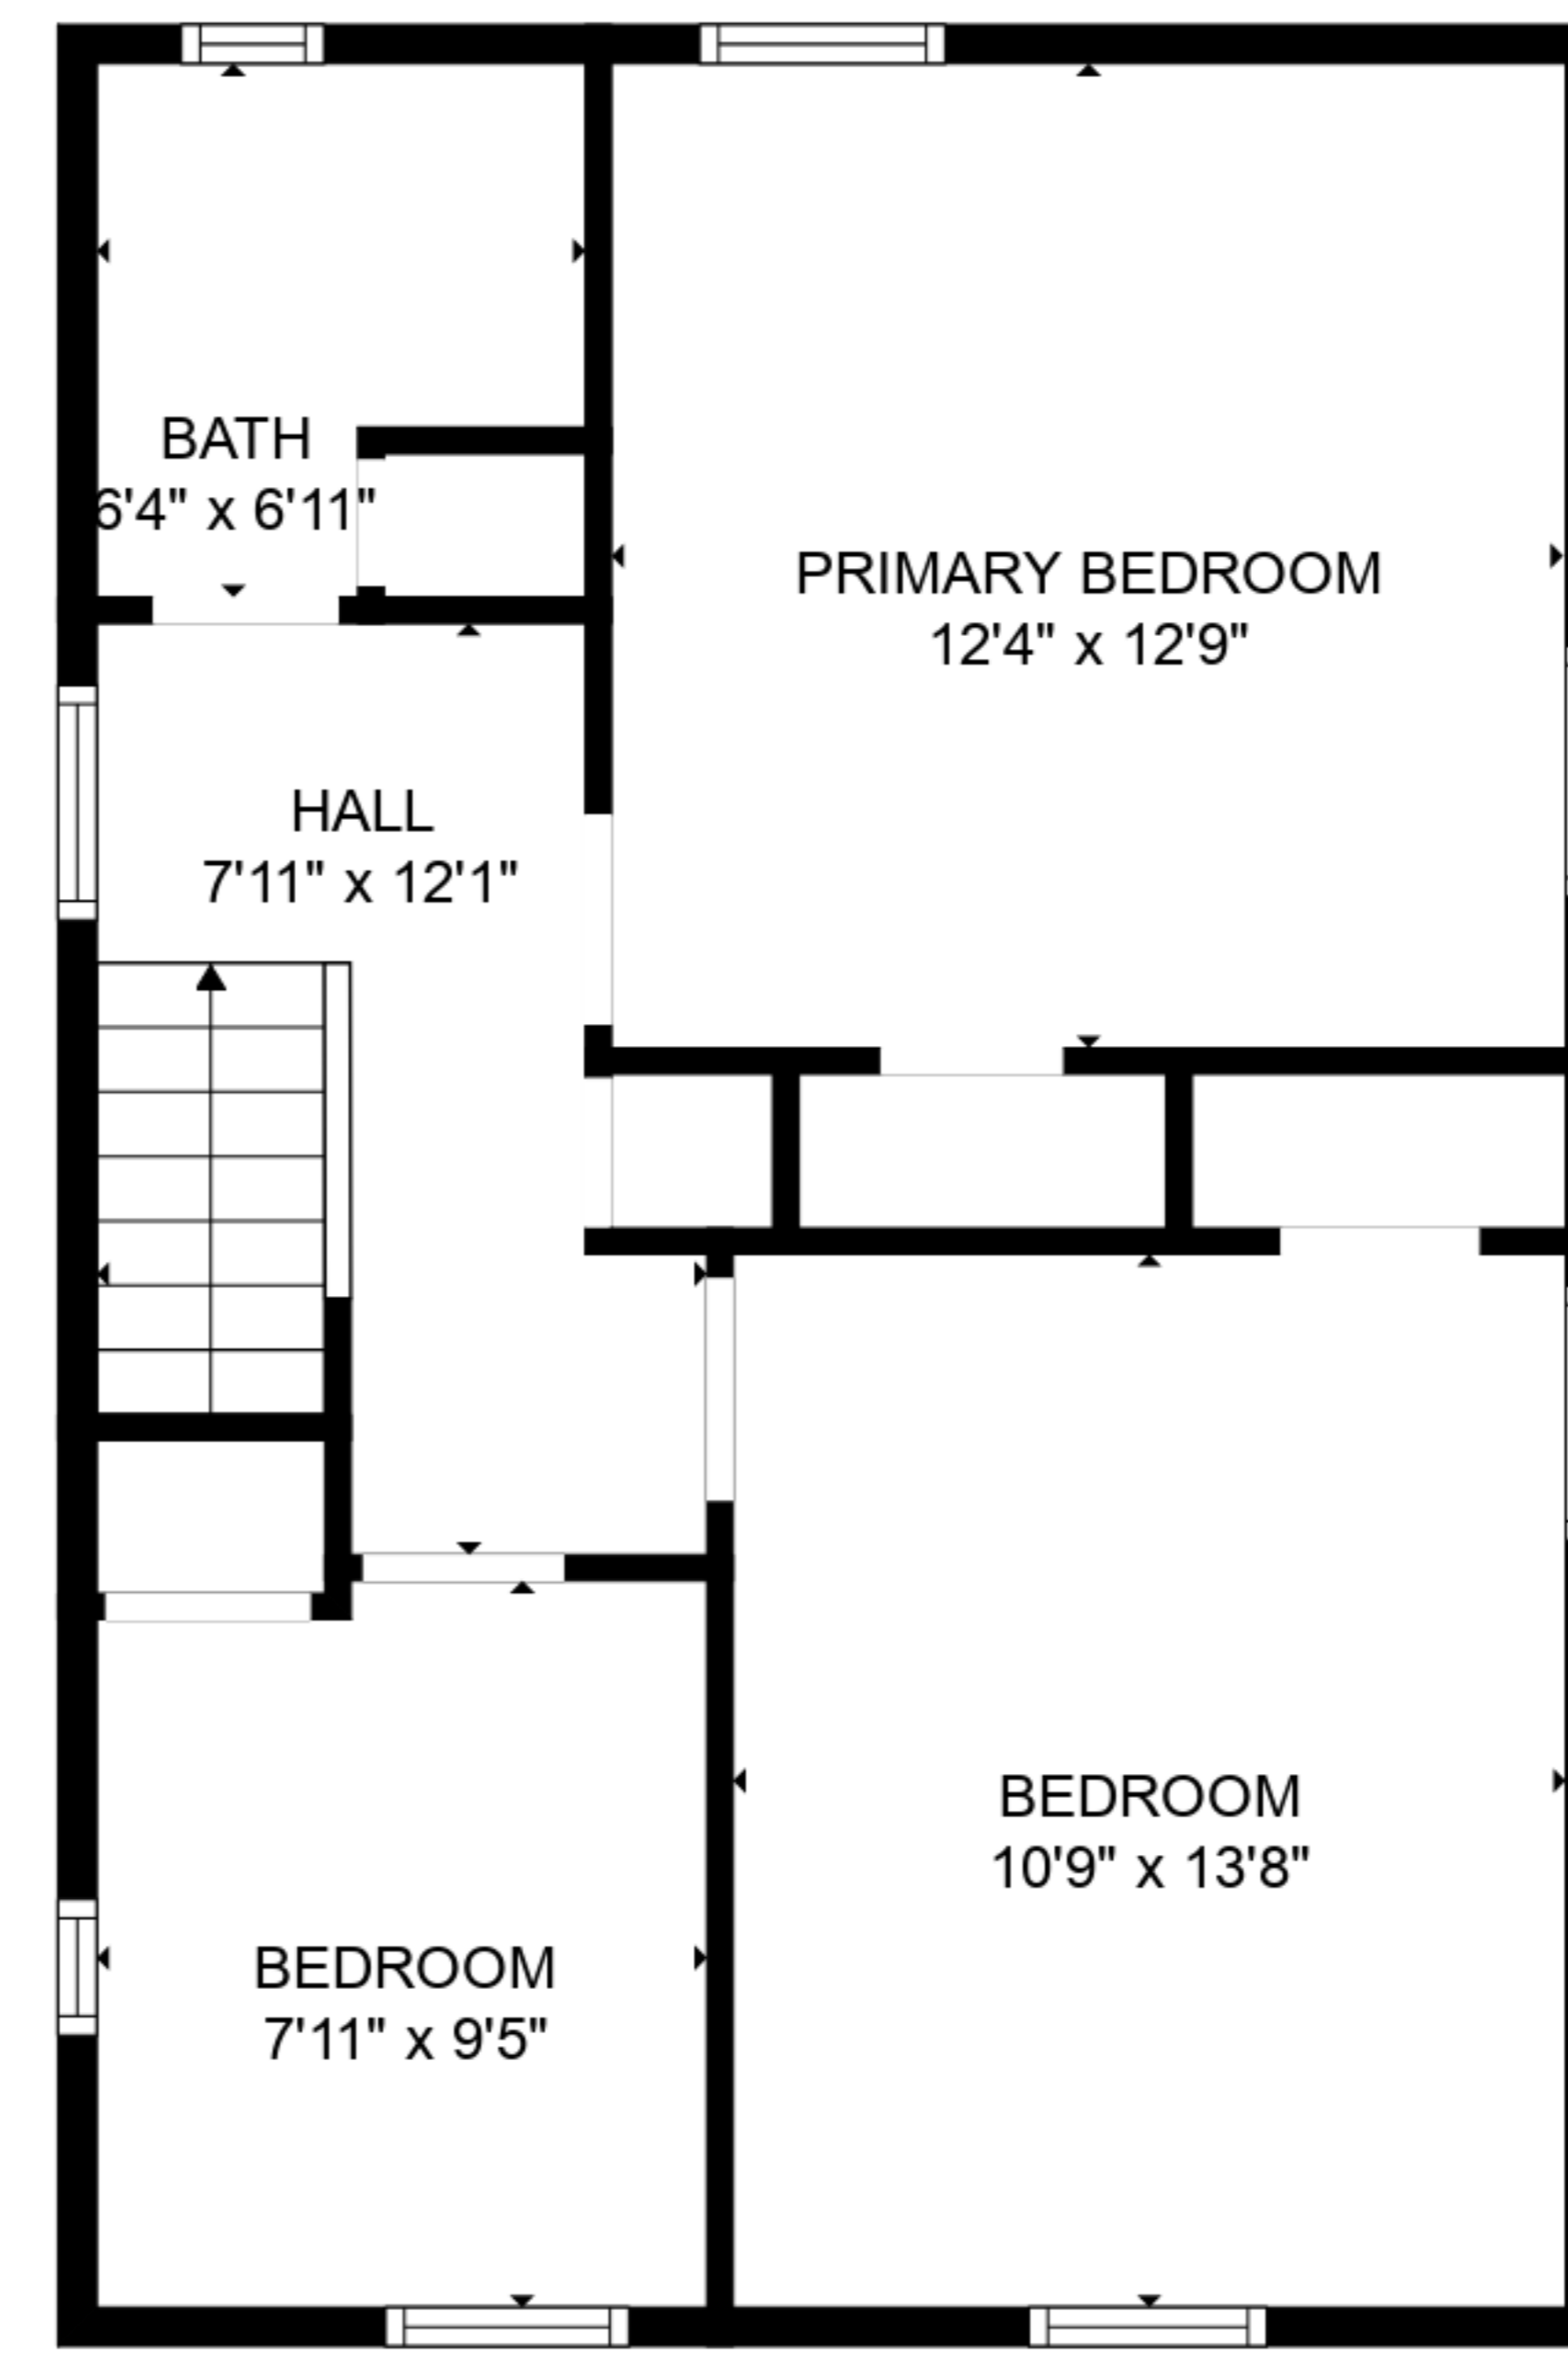 BATH
6'4" x 6'11"
PRIMARY BEDROOM
12'4" x 12'9"
HALL
7'11" x 12'1"
BEDROOM
10'9" x 13'8"
BEDROOM
7'11" x 9'5"